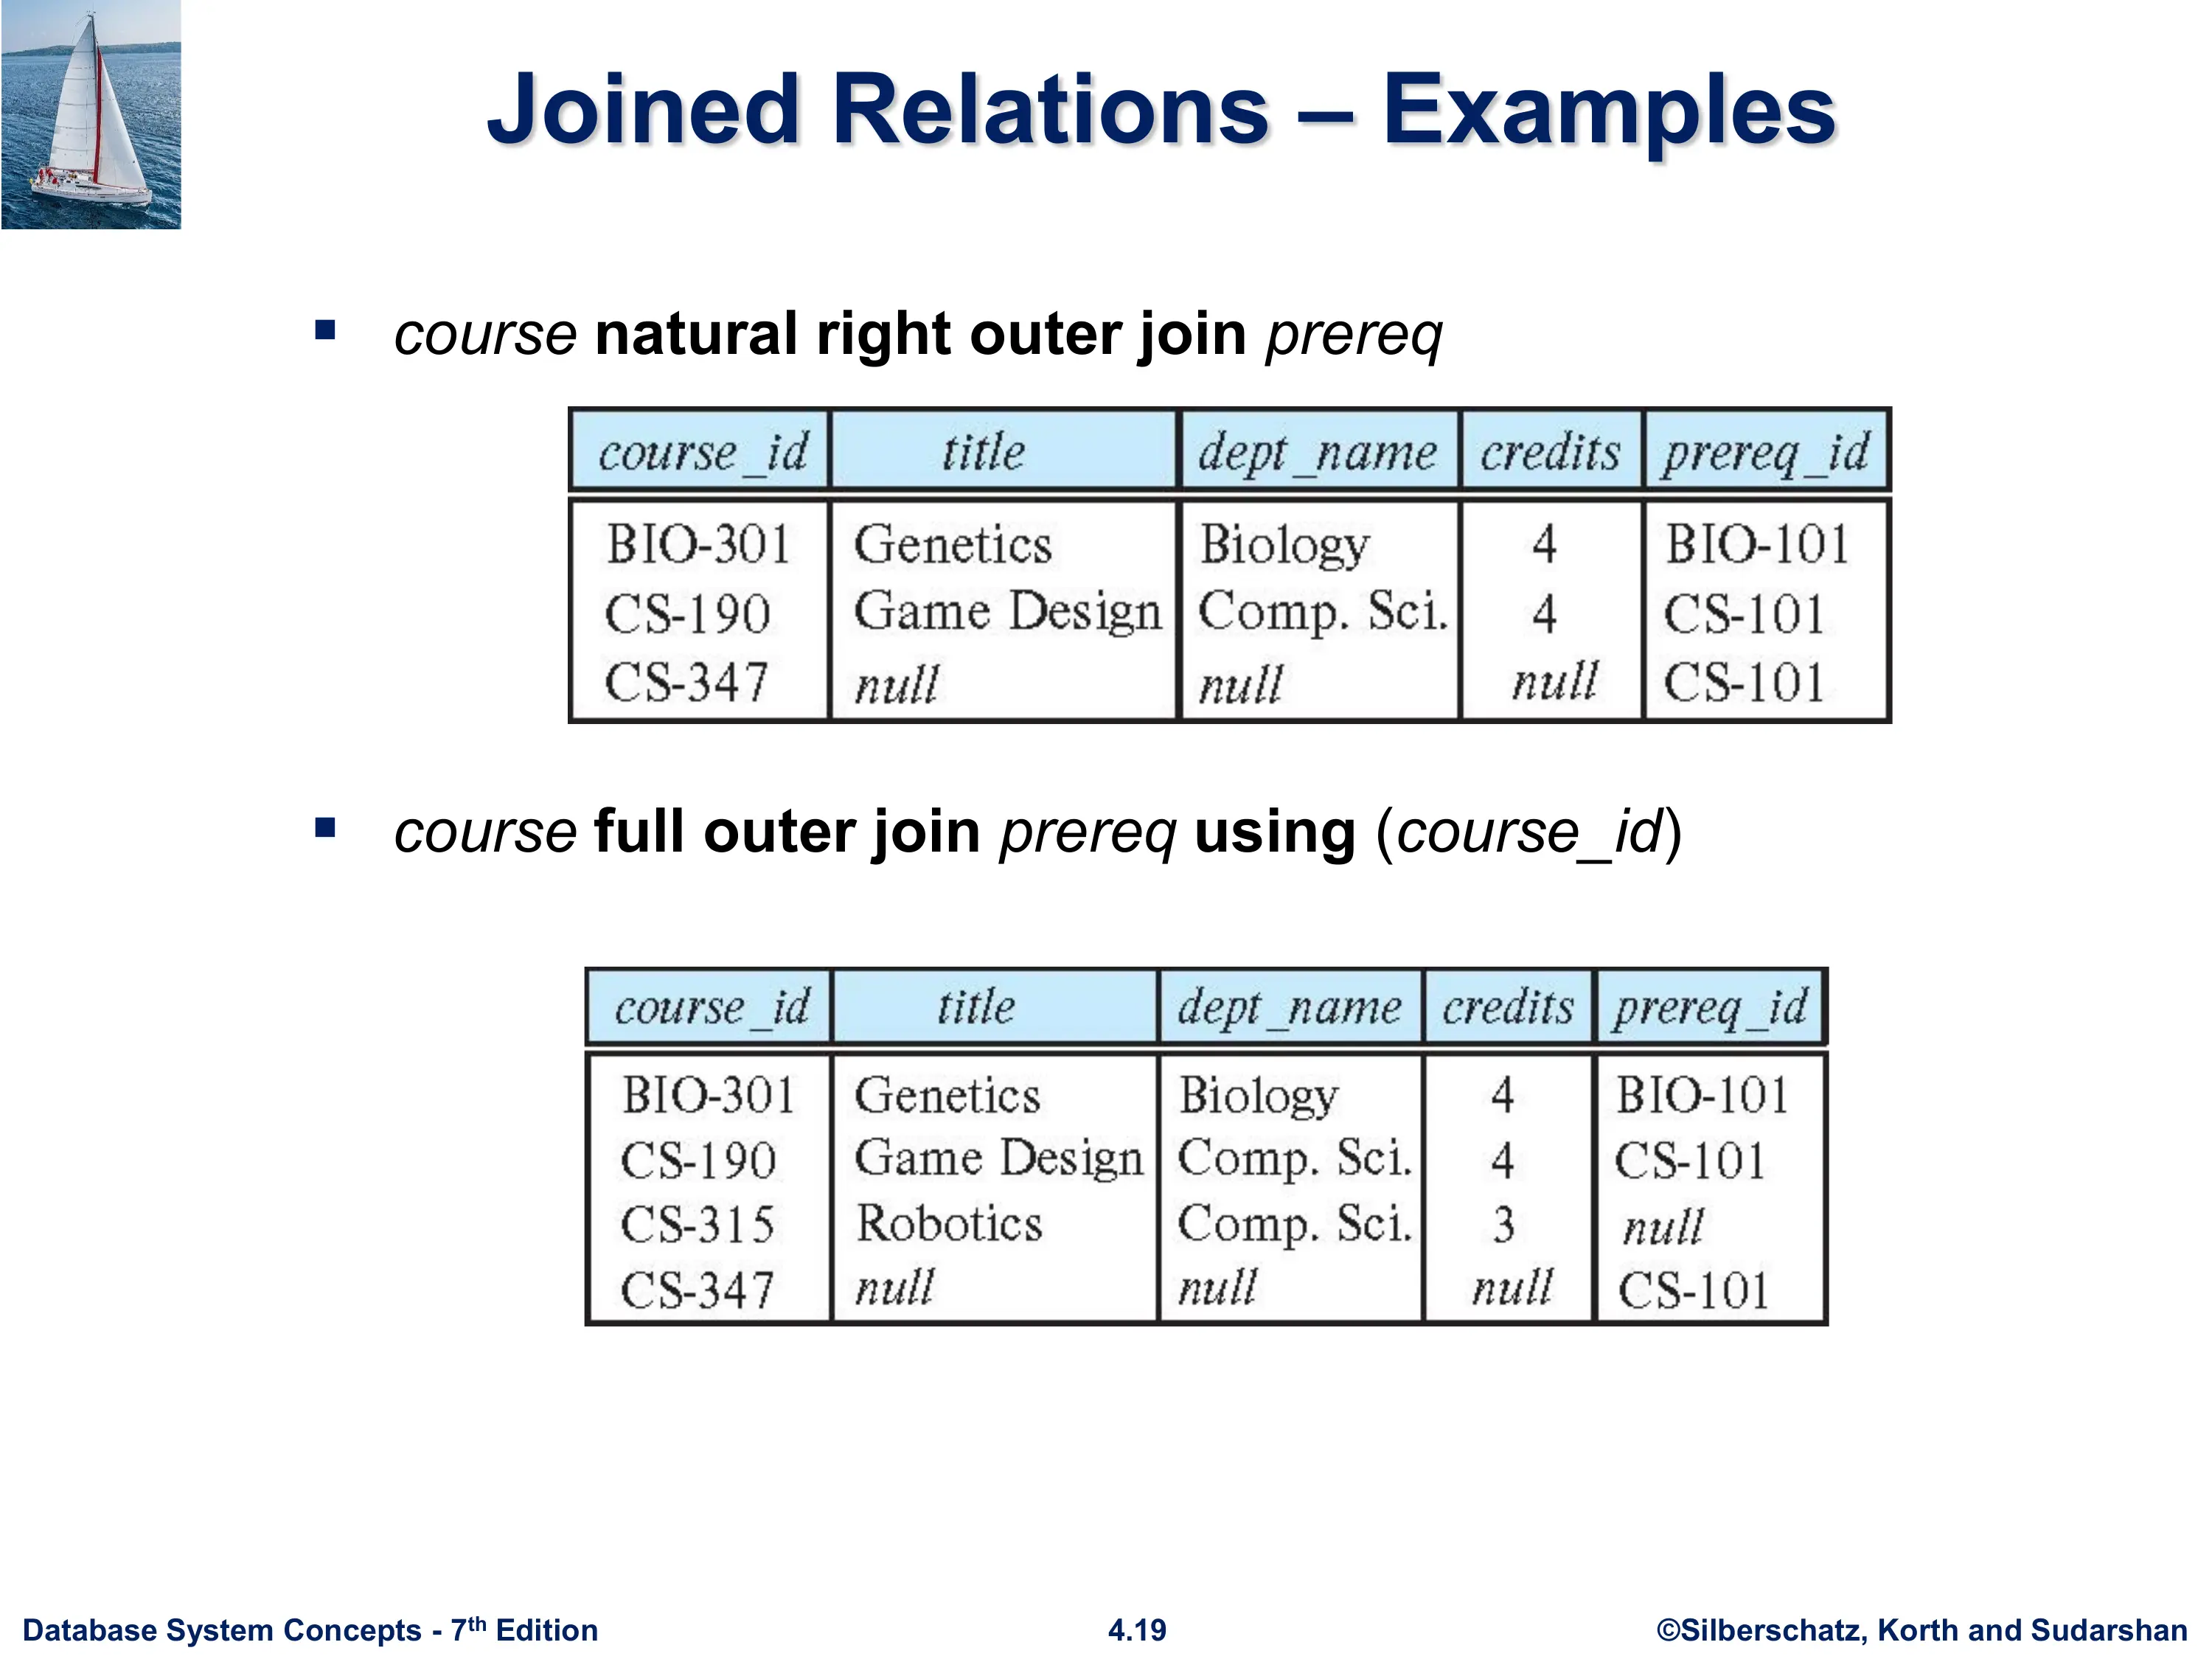 Joined Relations – Examples
▪ course natural right outer join prereq
course_id title dept_name credits prereq_id
BIO-301 Genetics Biology 4 BIO-101
CS-190 Game Design Comp. Sci. 4 CS-101
CS-347 null null null CS-101
▪ course full outer join prereq using (course_id)
course_id title dept_name credits prereq_id
BIO-301 Genetics Biology 4 BIO-101
CS-190 Game Design Comp. Sci. 4 CS-101
CS-315 Robotics Comp. Sci. 3 null
CS-347 null null null CS-101
Database System Concepts - 7th Edition 4.19 ©Silberschatz, Korth and Sudarshan